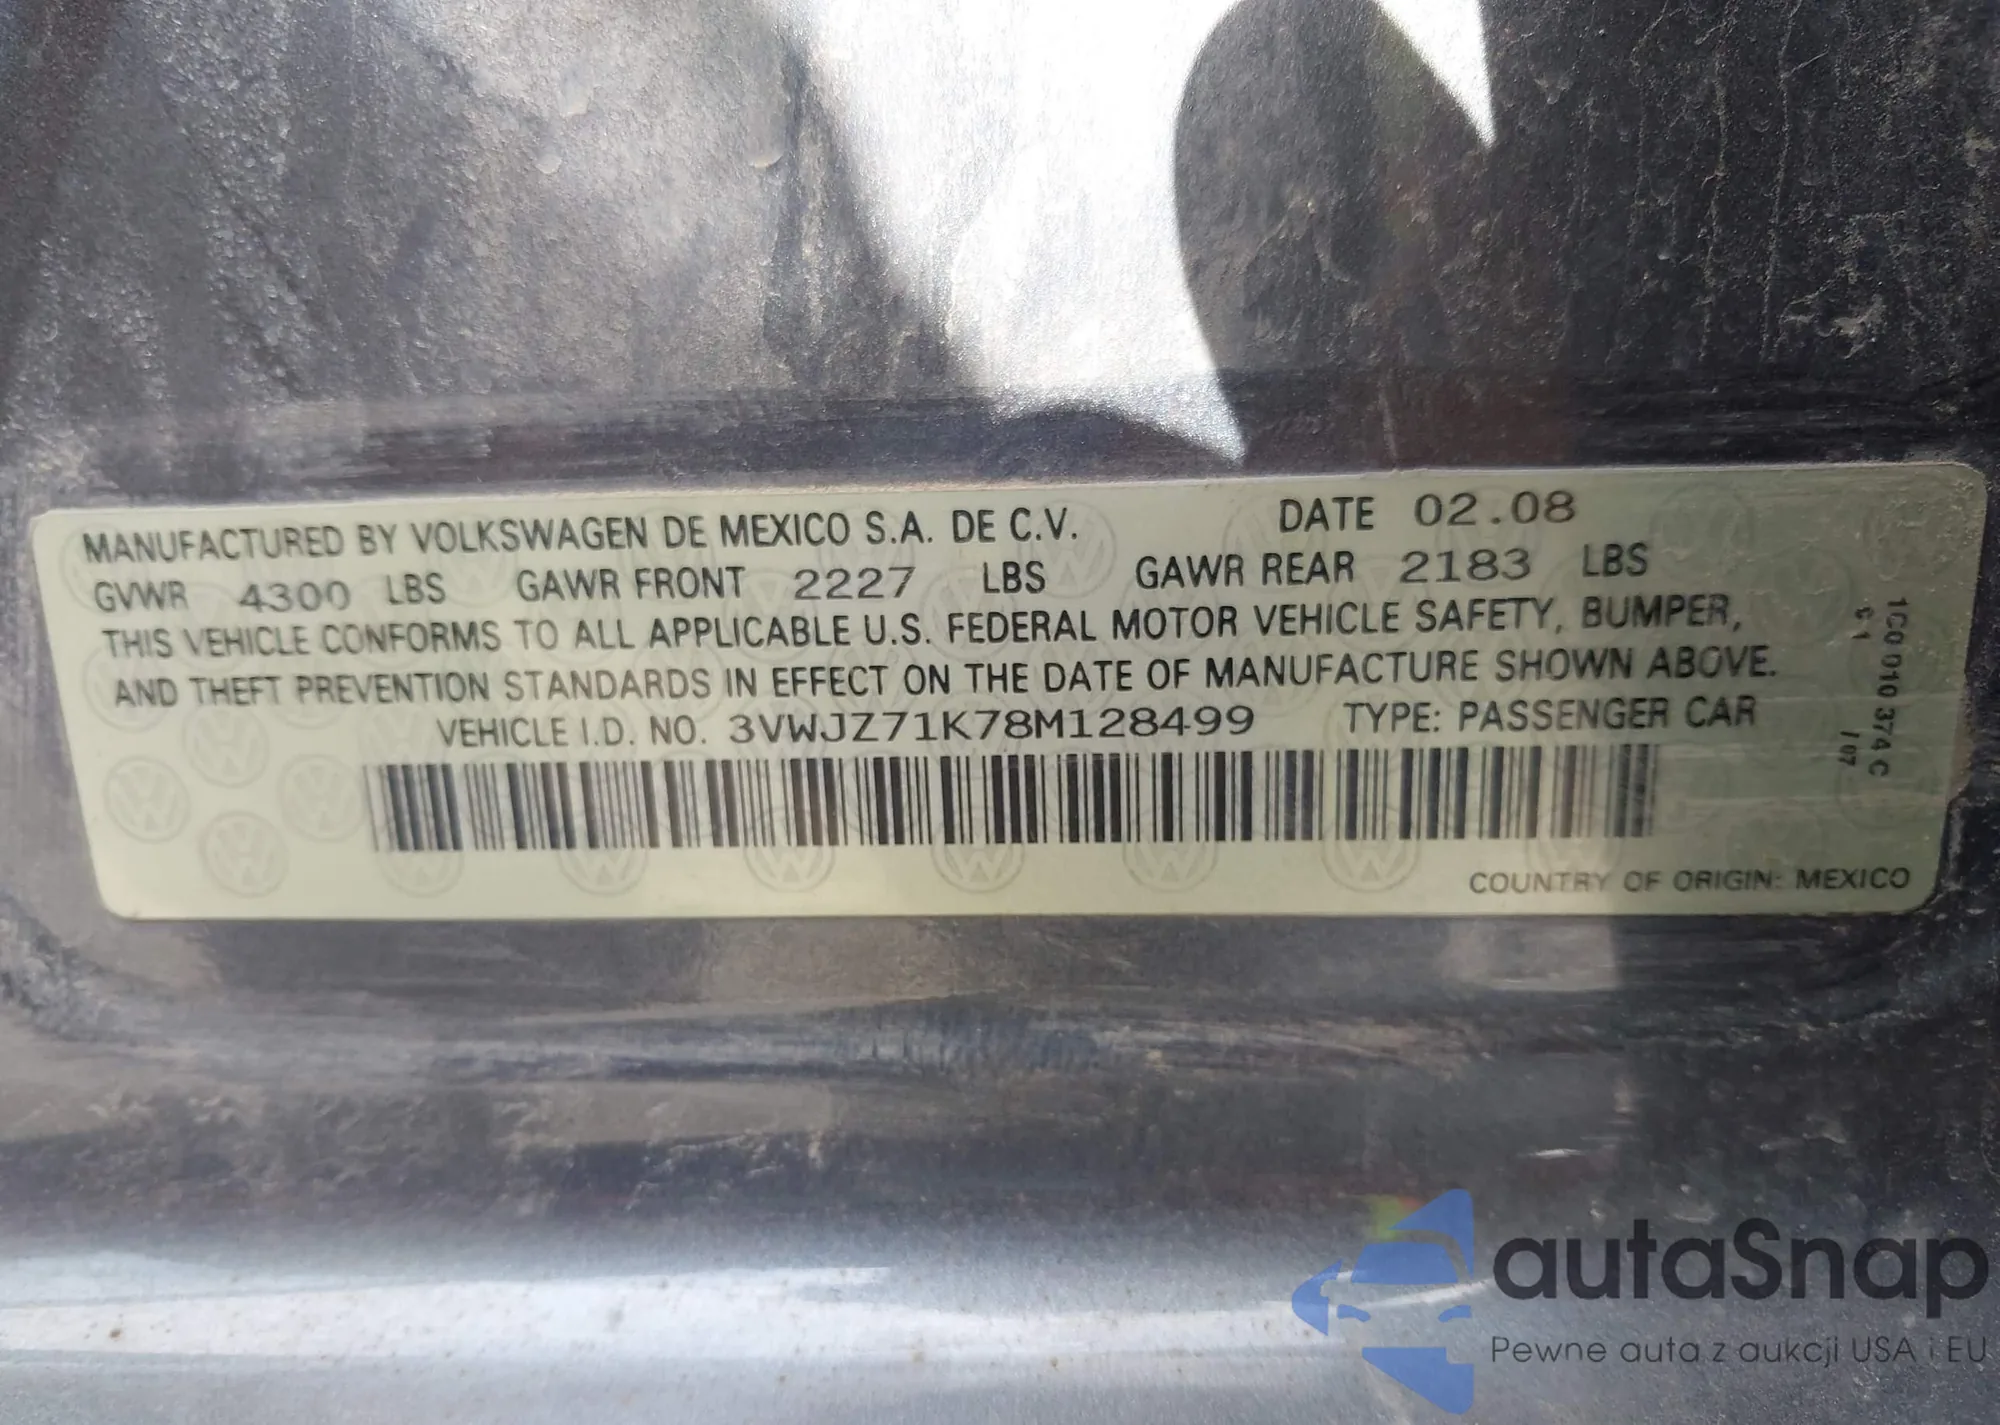 MANUFACTURED BY VOLKSWAGEN DE MEXICO S.A. DE C.V. DATE 02.08
GVWR 4300 LBS GAWR FRONT 2227 LBS GAWR REAR 2183 LBS
THIS VEHICLE CONFORMS TO ALL APPLICABLE U.S. FEDERAL MOTOR VEHICLE SAFETY, BUMPER,
AND THEFT PREVENTION STANDARDS IN EFFECT ON THE DATE OF MANUFACTURE SHOWN ABOVE.
VEHICLE I.D. NO. 3VWJZ71K78M128499 TYPE: PASSENGER CAR
COUNTRY OF ORIGIN: MEXICO
1C0 010 374 C
autaSnap
Pewne auta z aukcji USA i EU